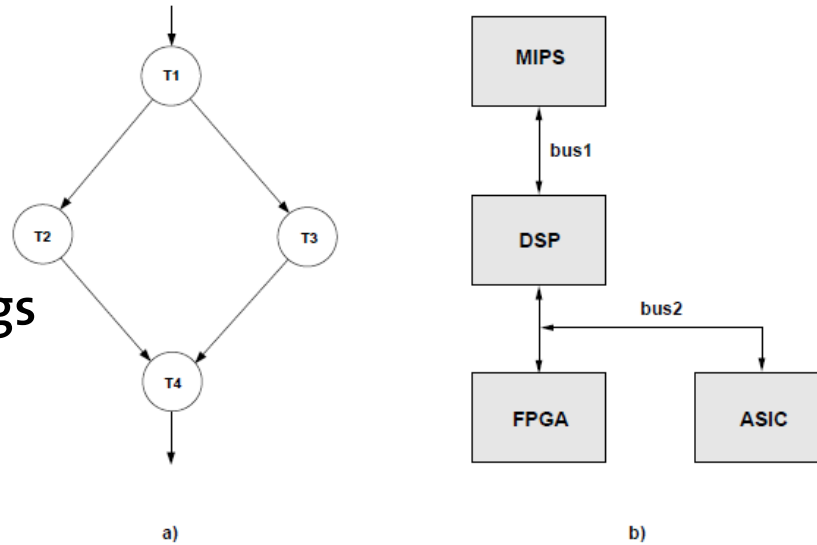 T1
T2
T3
T4
a)
gs
MIPS
bus1
DSP
bus2
FPGA
ASIC
b)